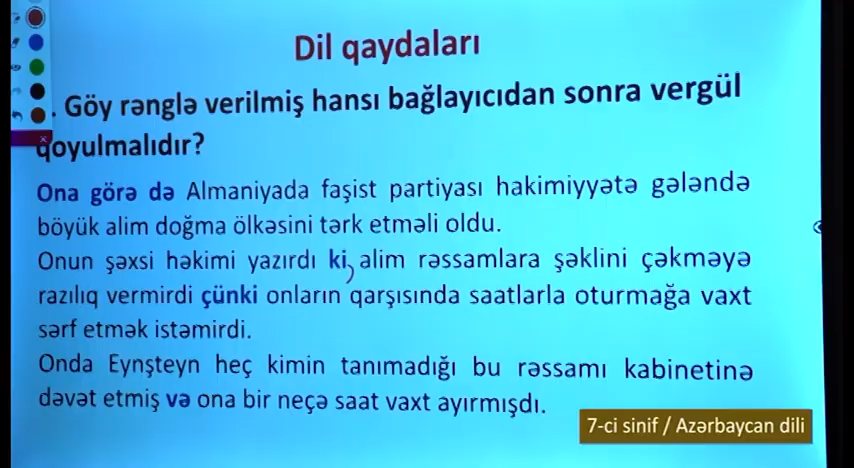 Dil qaydaları
. Göy rənglə verilmiş hansı bağlayıcıdan sonra vergül
qoyulmalıdır?
Ona görə də Almaniyada faşist partiyası hakimiyyətə gələndə
böyük alim doğma ölkəsini tərk etməli oldu.
Onun şəxsi həkimi yazırdı ki, alim rəssamlara şəklini çəkməyə
razılıq vermirdi çünki onların qarşısında saatlarla oturmağa vaxt
sərf etmək istəmirdi.
Onda Eynşteyn heç kimin tanımadığı bu rəssamı kabinetinə
dəvət etmiş və ona bir neçə saat vaxt ayırmışdı.
7-ci sinif / Azərbaycan dili